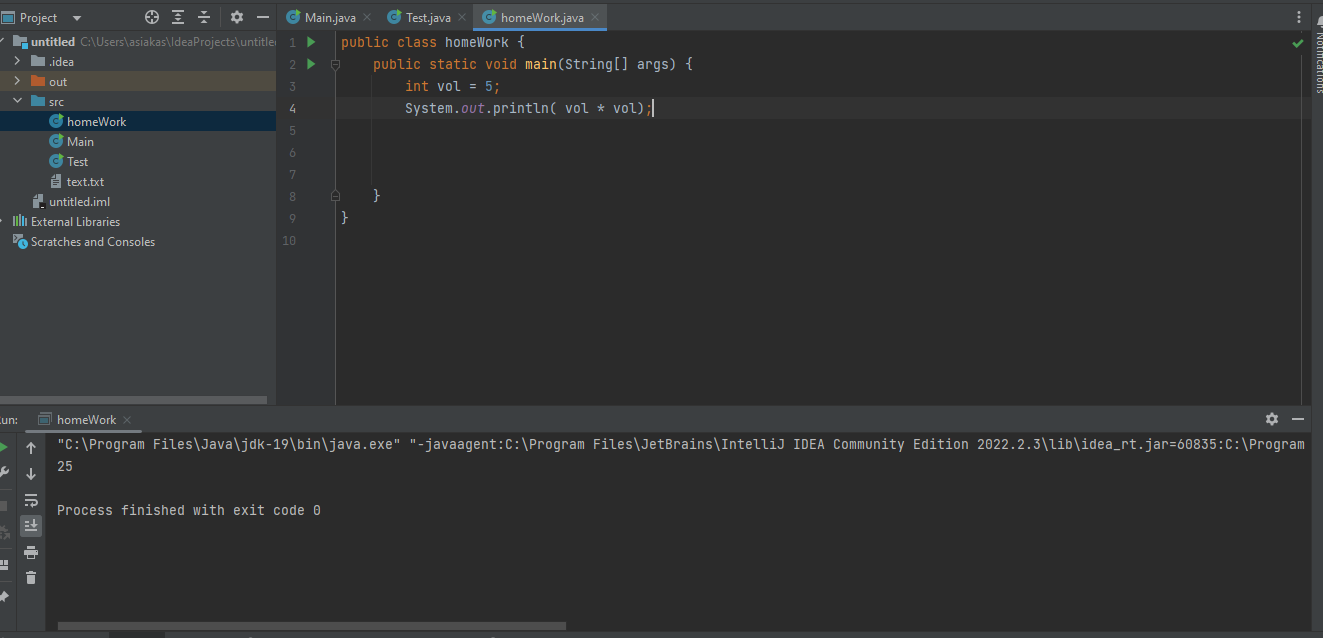 Project
Main.java
Test.java
homeWork.java
untitled C:\Users\asiakas\IdeaProjects\untitle
.idea
out
src
homeWork
Main
Test
text.txt
untitled.iml
External Libraries
Scratches and Consoles
1 public class homeWork {
2 public static void main(String[] args) {
3 int vol = 5;
4 System.out.println( vol * vol);
5
6
7
8 }
9 }
10
Notifications
un: homeWork
"C:\Program Files\Java\jdk-19\bin\java.exe" "-javaagent:C:\Program Files\JetBrains\IntelliJ IDEA Community Edition 2022.2.3\lib\idea_rt.jar=60835:C:\Program
25
Process finished with exit code 0